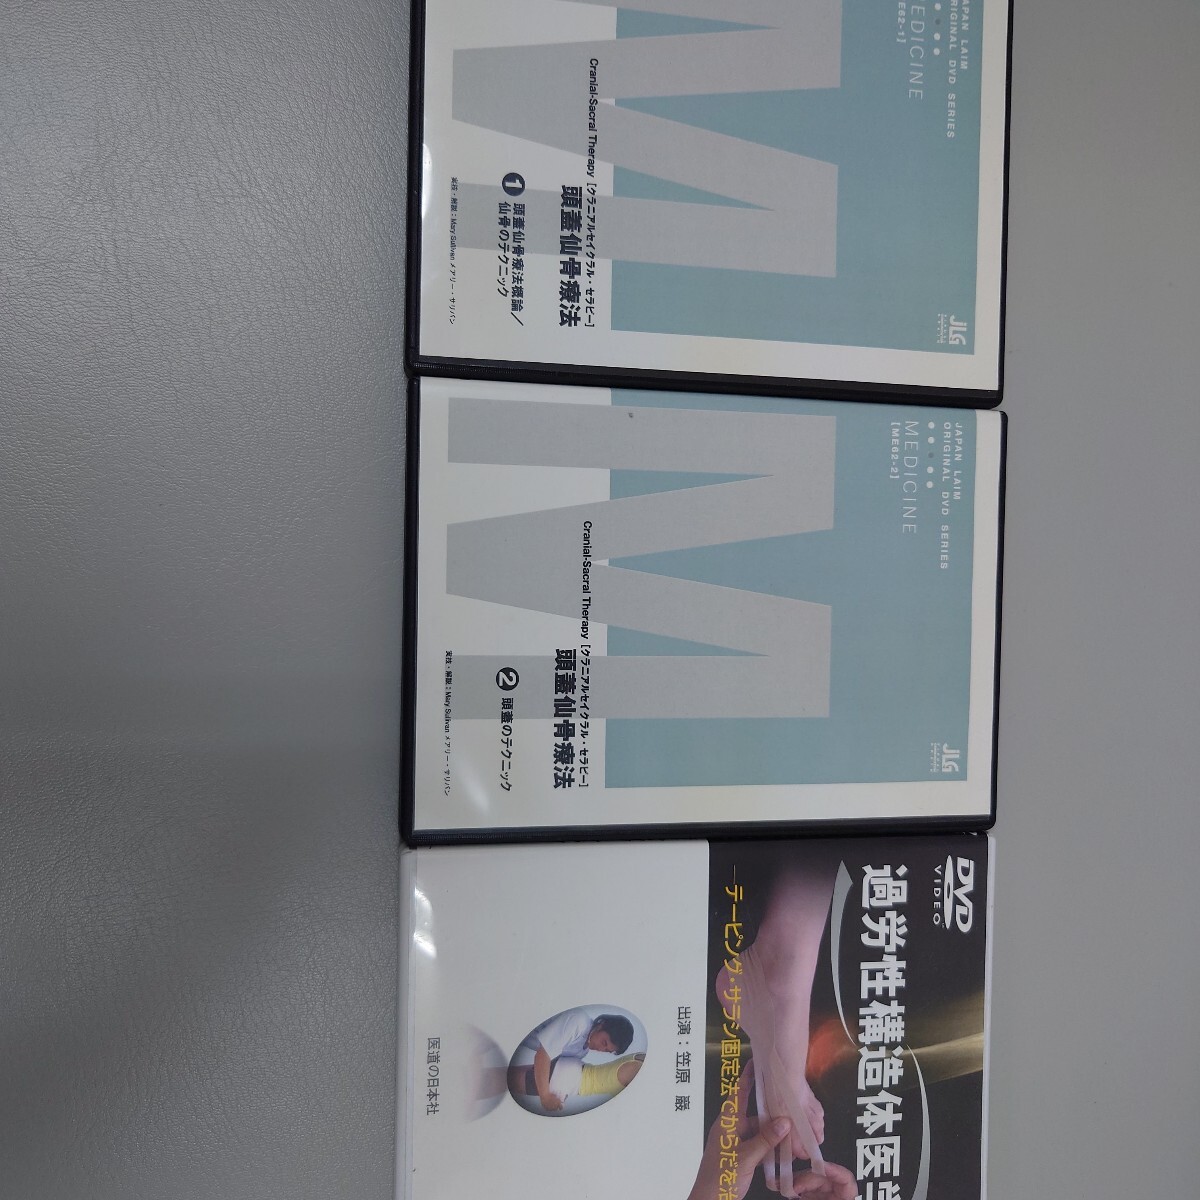 JAPAN LAIM
ORIGINAL DVD SERIES
MEDICINE
ME62-1]
Cranial-Sacral Therapy [クラニアルセイクラル・セラピー]
頭蓋仙骨療法
1 頭蓋仙骨療法概論／
仙骨のテクニック
実技・解説：Mary Sullivan メアリー・サリバン
JLG
JAPAN LAIM
ORIGINAL DVD SERIES
MEDICINE
[ME62-2]
Cranial-Sacral Therapy [クラニアルセイクラル・セラピー]
頭蓋仙骨療法
2 頭蓋のテクニック
実技・解説：Mary Sullivan メアリー・サリバン
JLG
DVD
VIDEO
過労性構造体医学
―テーピング・サラシ固定法でからだを治
出演：笠原 巖
医道の日本社